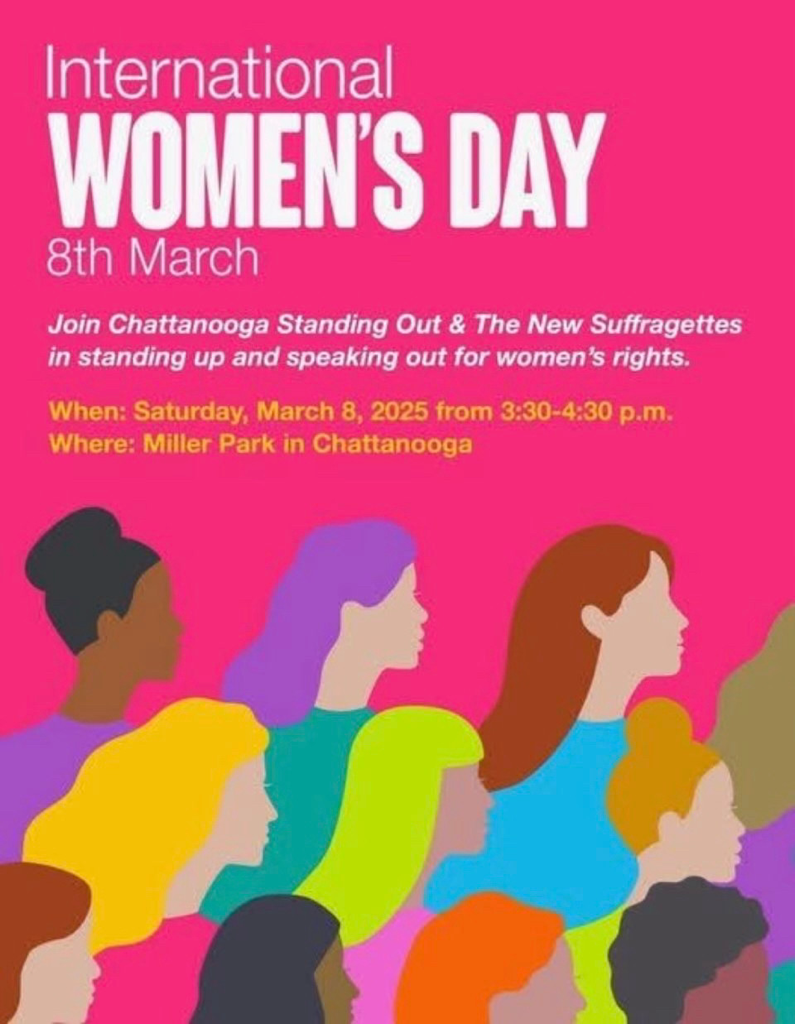 International
WOMEN'S DAY
8th March
Join Chattanooga Standing Out & The New Suffragettes
in standing up and speaking out for women's rights.
When: Saturday, March 8, 2025 from 3:30-4:30 p.m.
Where: Miller Park in Chattanooga